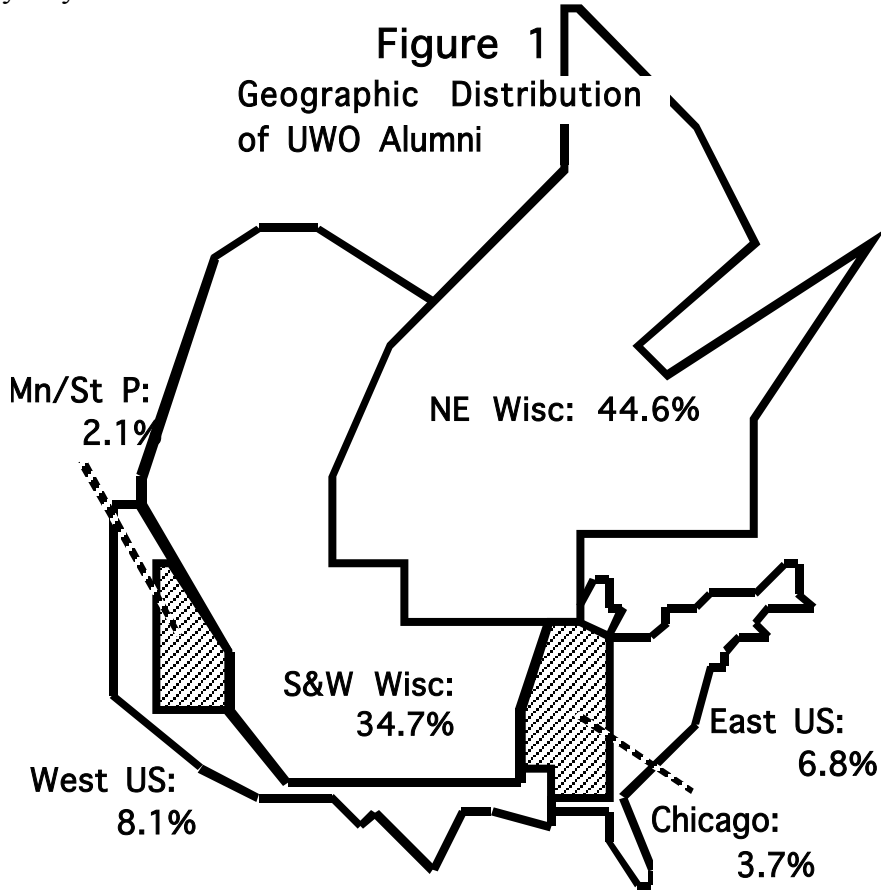 Figure 1
Geographic Distribution
of UWO Alumni
Mn/St P:
2.1%
NE Wisc: 44.6%
S&W Wisc:
34.7%
East US:
6.8%
West US:
8.1%
Chicago:
3.7%